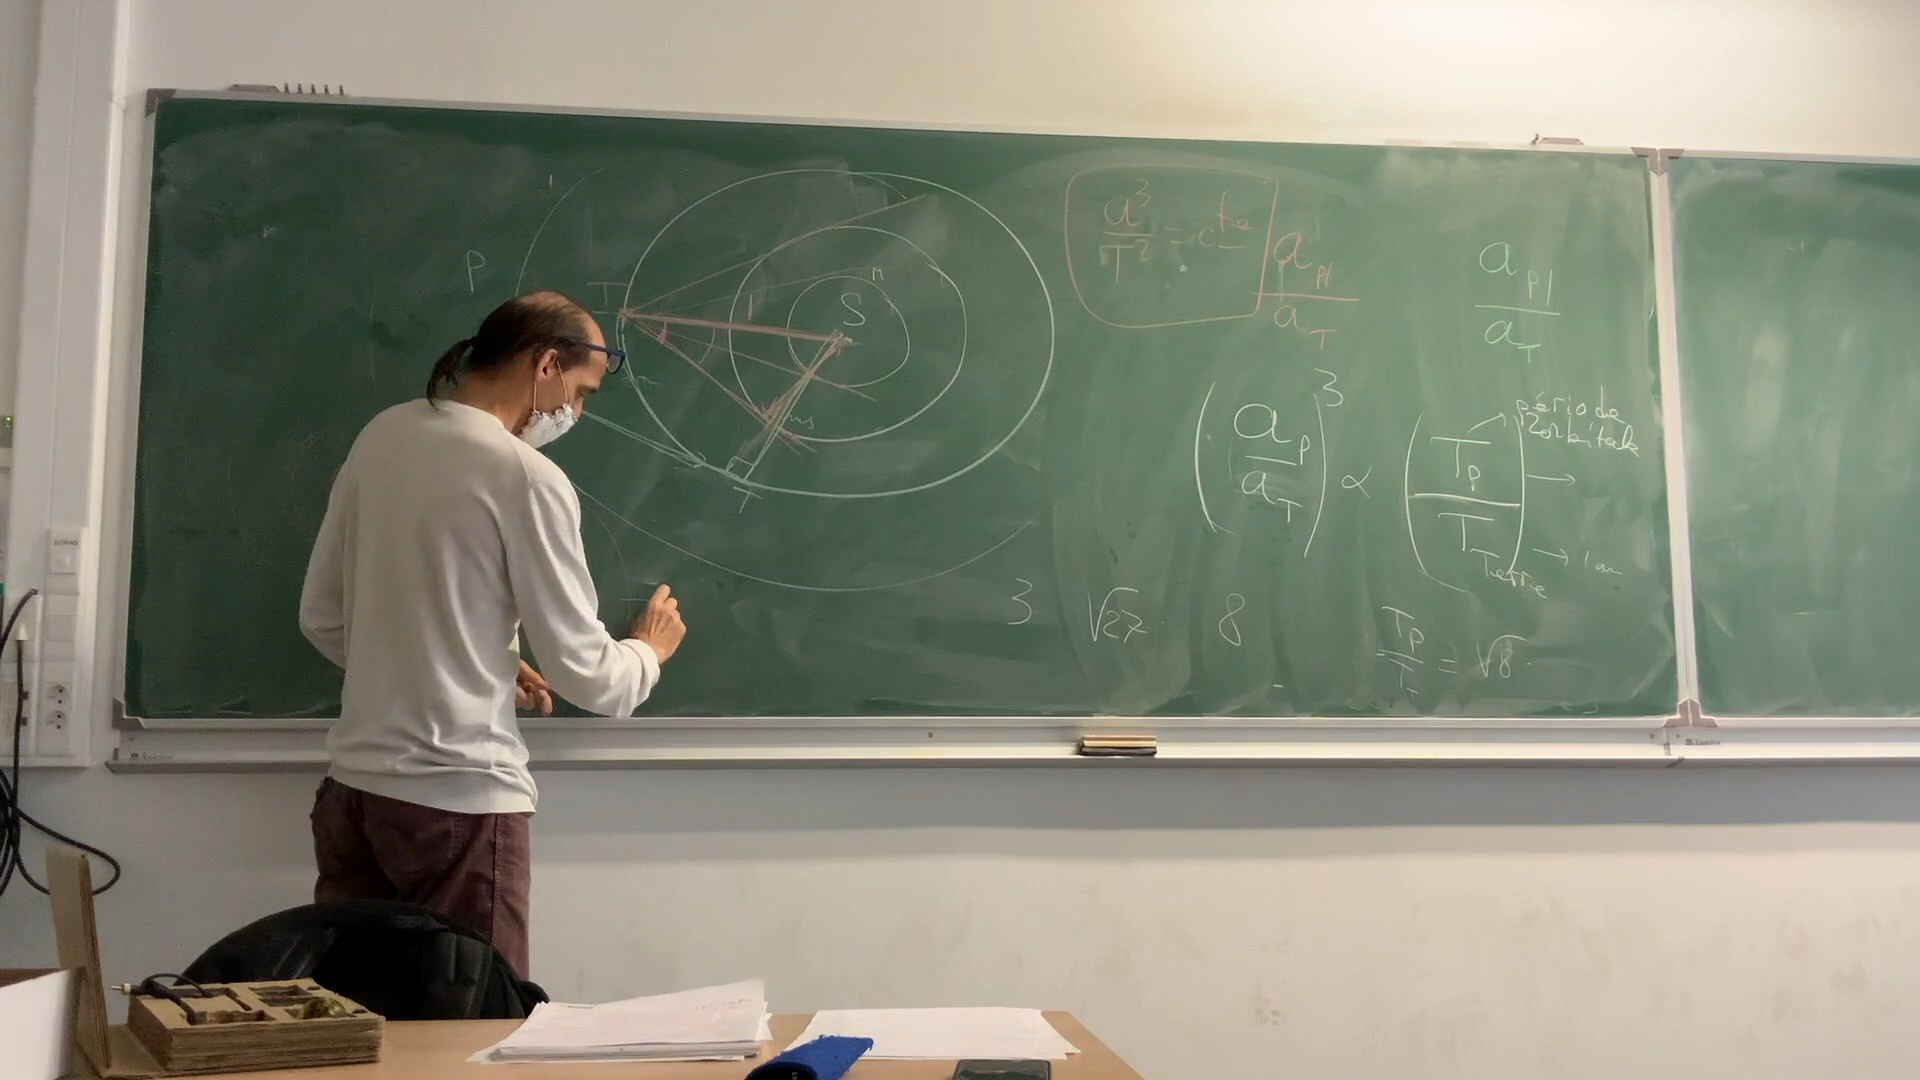 P
T
S
a³/T² = cte
a_pl/a_T
a_pl/a_T
(a_P/a_T)³ ∝ (T_P/T_Terre)²
période
orbitale
→ 1 an
3 √27 8
T_P/T = √8
ECRAN